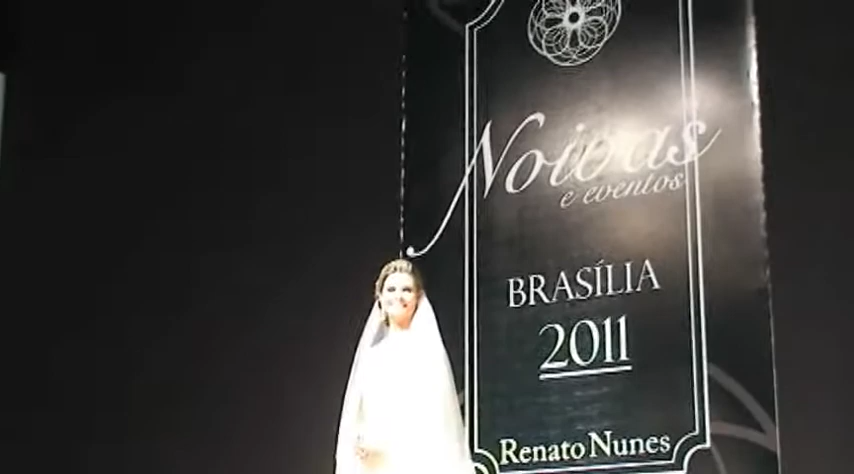 Noivas
e eventos
BRASÍLIA
2011
Renato Nunes